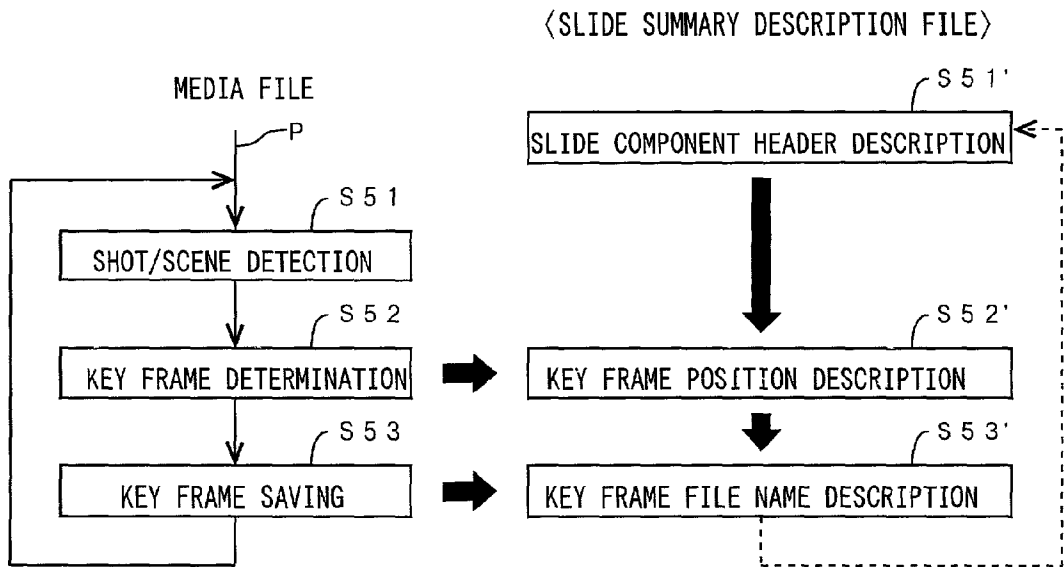 〈SLIDE SUMMARY DESCRIPTION FILE〉
MEDIA FILE
P
S51'
SLIDE COMPONENT HEADER DESCRIPTION
S51
SHOT/SCENE DETECTION
S52
KEY FRAME DETERMINATION
S52'
KEY FRAME POSITION DESCRIPTION
S53
KEY FRAME SAVING
S53'
KEY FRAME FILE NAME DESCRIPTION